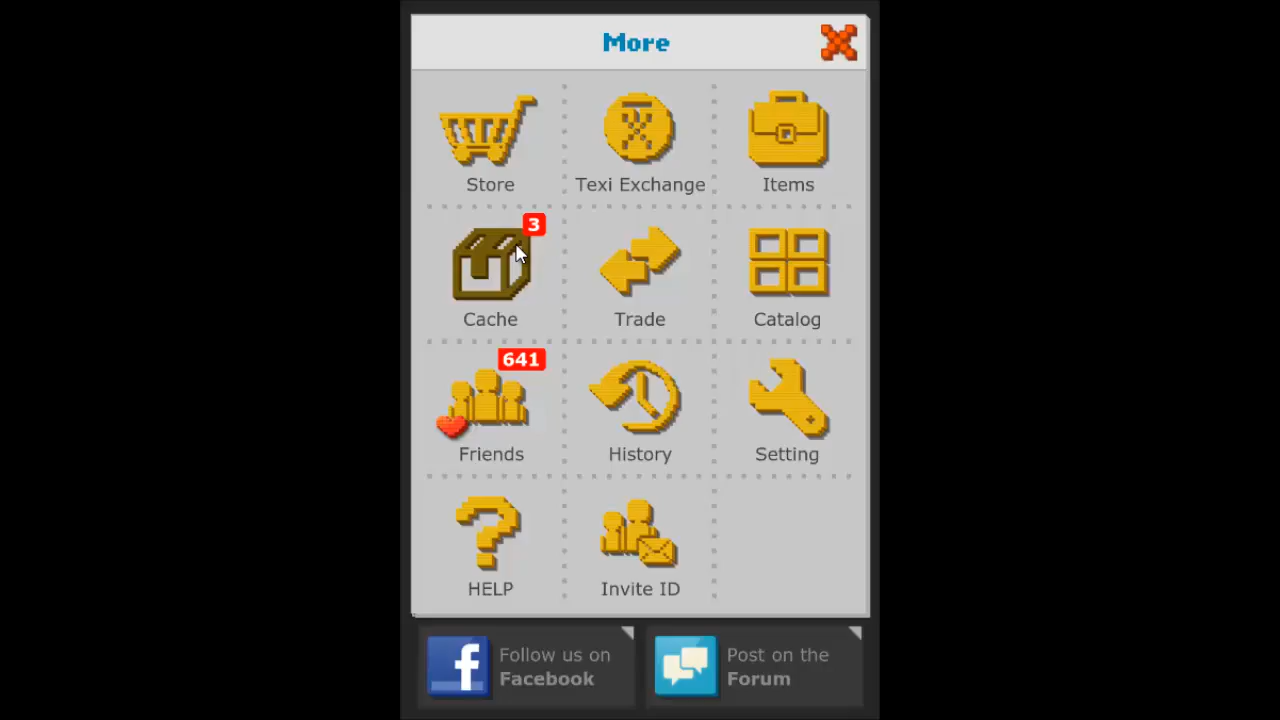 More
Store
Texi Exchange
Items
3
Cache
Trade
Catalog
641
Friends
History
Setting
HELP
Invite ID
Follow us on
Facebook
Post on the
Forum